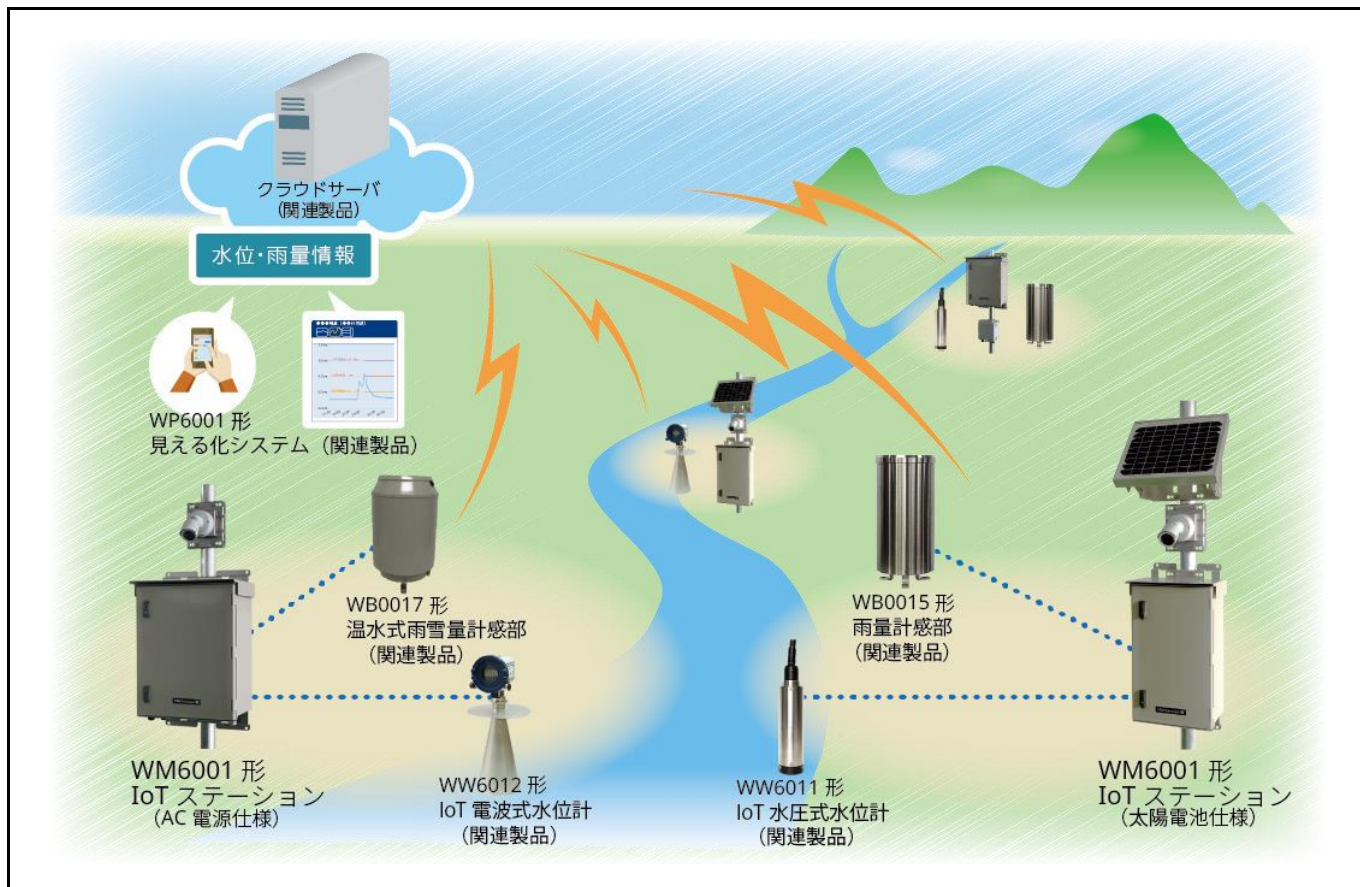 クラウドサーバ
(関連製品)
水位・雨量情報
WP6001 形
見える化システム (関連製品)
WB0017 形
温水式雨雪量計感部
(関連製品)
WB0015 形
雨量計感部
(関連製品)
WM6001 形
IoT ステーション
(AC 電源仕様)
WW6012 形
IoT 電波式水位計
(関連製品)
WW6011 形
IoT 水圧式水位計
(関連製品)
WM6001 形
IoT ステーション
(太陽電池仕様)